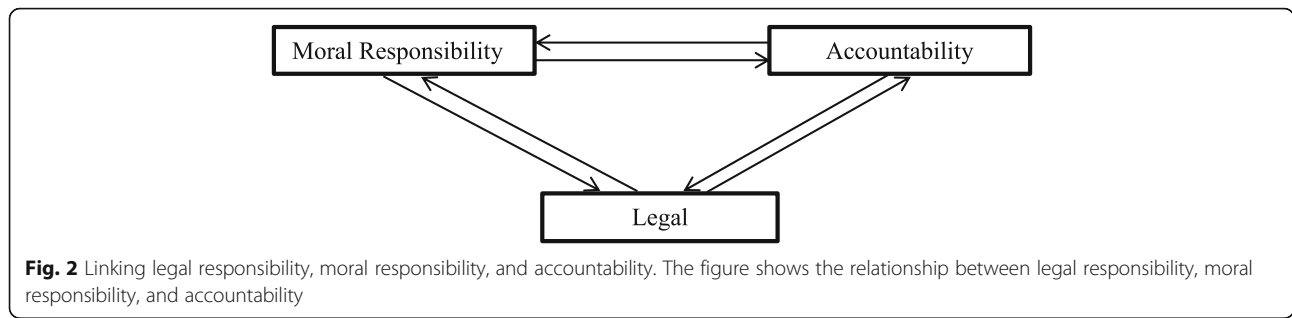 Moral Responsibility
Accountability
Legal
Fig. 2 Linking legal responsibility, moral responsibility, and accountability. The figure shows the relationship between legal responsibility, moral
responsibility, and accountability